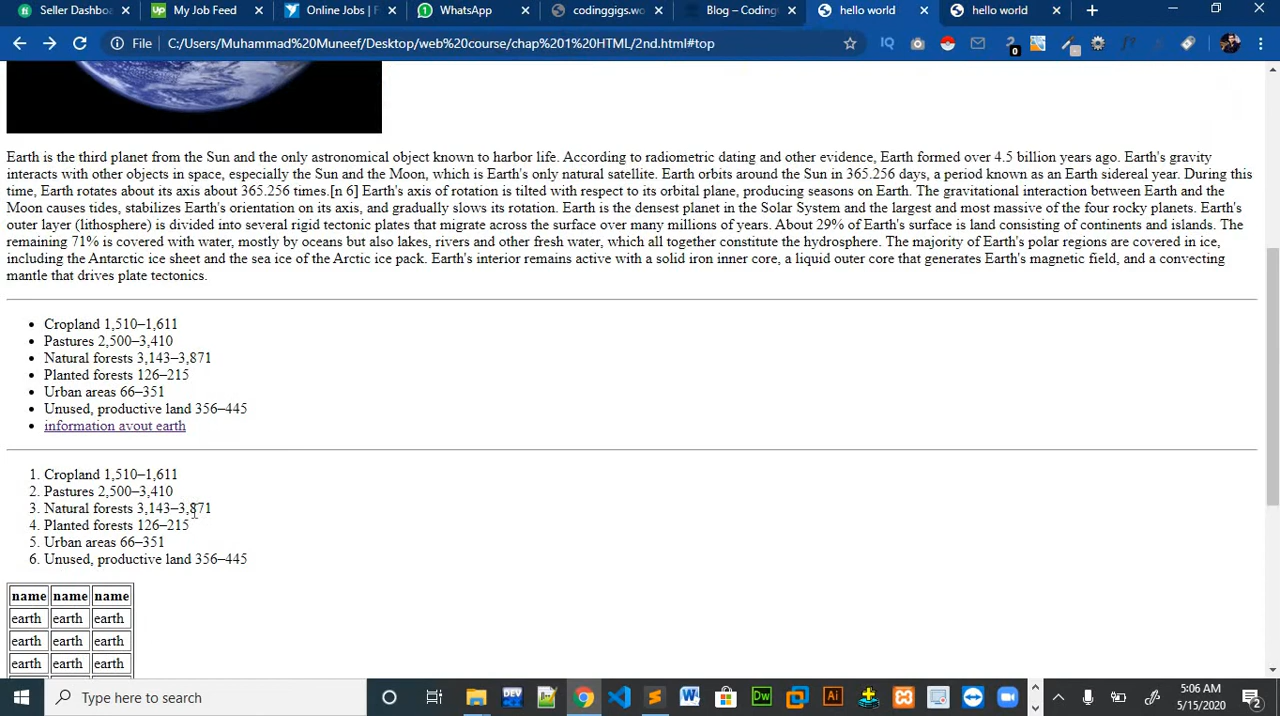 Seller Dashbo
My Job Feed
Online Jobs | F
WhatsApp
codinggigs.wo
Blog – Coding
hello world
hello world
File
C:/Users/Muhammad%20Muneef/Desktop/web%20course/chap%201%20HTML/2nd.html#top
Earth is the third planet from the Sun and the only astronomical object known to harbor life. According to radiometric dating and other evidence, Earth formed over 4.5 billion years ago. Earth's gravity
interacts with other objects in space, especially the Sun and the Moon, which is Earth's only natural satellite. Earth orbits around the Sun in 365.256 days, a period known as an Earth sidereal year. During this
time, Earth rotates about its axis about 365.256 times.[n 6] Earth's axis of rotation is tilted with respect to its orbital plane, producing seasons on Earth. The gravitational interaction between Earth and the
Moon causes tides, stabilizes Earth's orientation on its axis, and gradually slows its rotation. Earth is the densest planet in the Solar System and the largest and most massive of the four rocky planets. Earth's
outer layer (lithosphere) is divided into several rigid tectonic plates that migrate across the surface over many millions of years. About 29% of Earth's surface is land consisting of continents and islands. The
remaining 71% is covered with water, mostly by oceans but also lakes, rivers and other fresh water, which all together constitute the hydrosphere. The majority of Earth's polar regions are covered in ice,
including the Antarctic ice sheet and the sea ice of the Arctic ice pack. Earth's interior remains active with a solid iron inner core, a liquid outer core that generates Earth's magnetic field, and a convecting
mantle that drives plate tectonics.
• Cropland 1,510–1,611
• Pastures 2,500–3,410
• Natural forests 3,143–3,871
• Planted forests 126–215
• Urban areas 66–351
• Unused, productive land 356–445
• information avout earth
1. Cropland 1,510–1,611
2. Pastures 2,500–3,410
3. Natural forests 3,143–3,871
4. Planted forests 126–215
5. Urban areas 66–351
6. Unused, productive land 356–445
name name name
earth earth earth
earth earth earth
earth earth earth
Type here to search
5:06 AM
5/15/2020